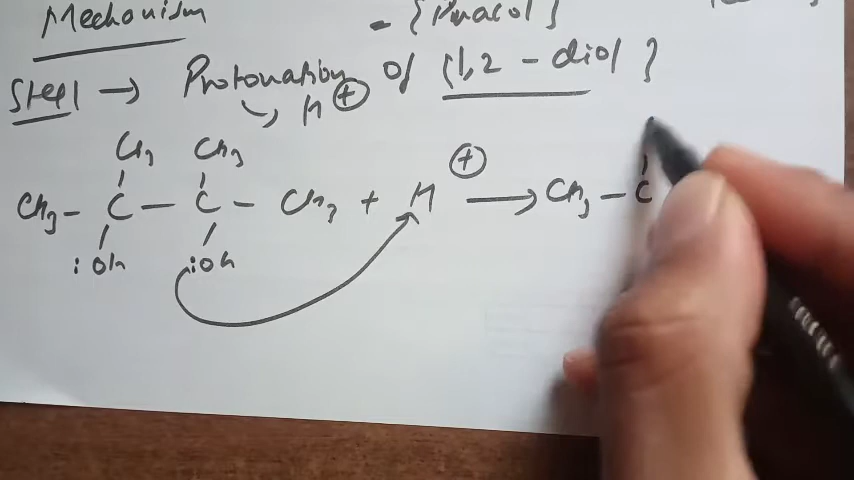 Mechanism - {Pinacol}
Step1 → Protonation of {1,2 - diol}
↳ H ⊕
CH3 CH3
CH3 - C - C - CH3 + H ⊕ → CH3 - C
:OH :OH